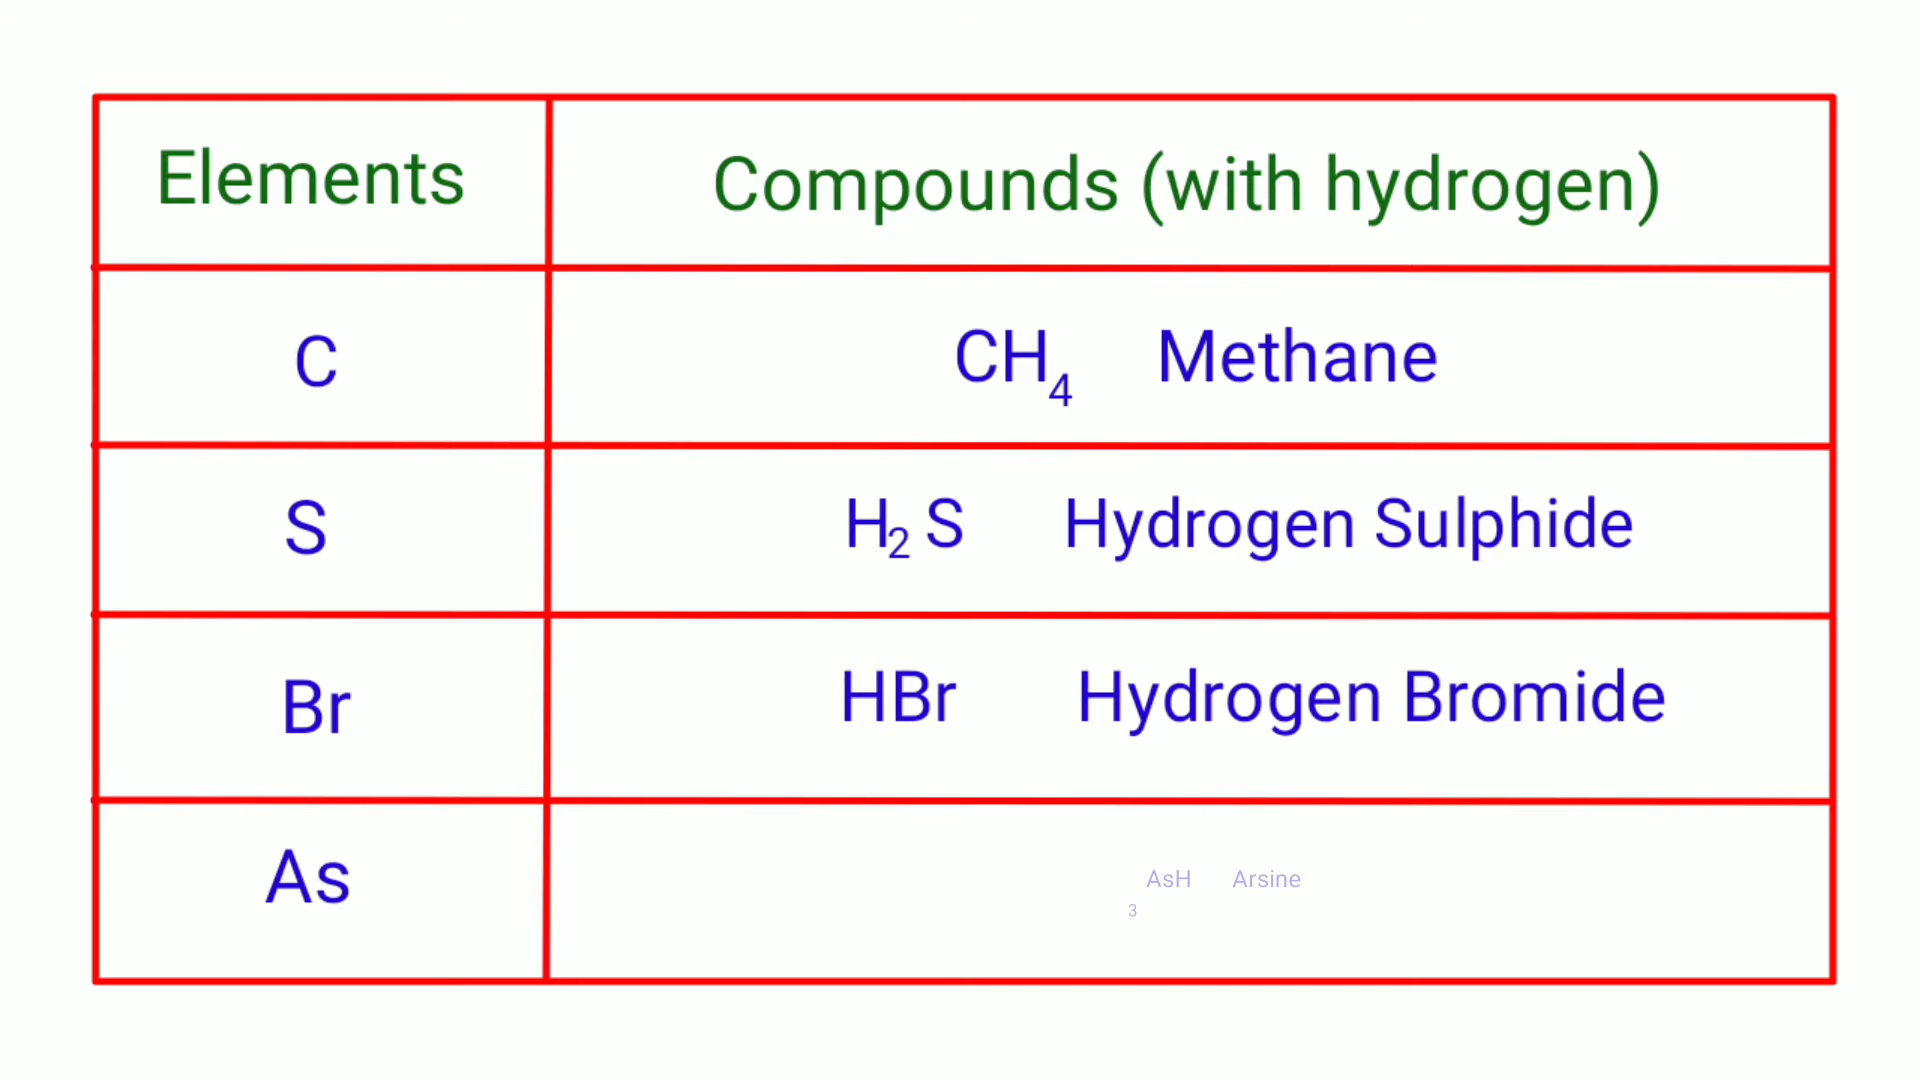 Elements Compounds (with hydrogen)
C CH₄ Methane
S H₂ S Hydrogen Sulphide
Br HBr Hydrogen Bromide
As AsH Arsine
3